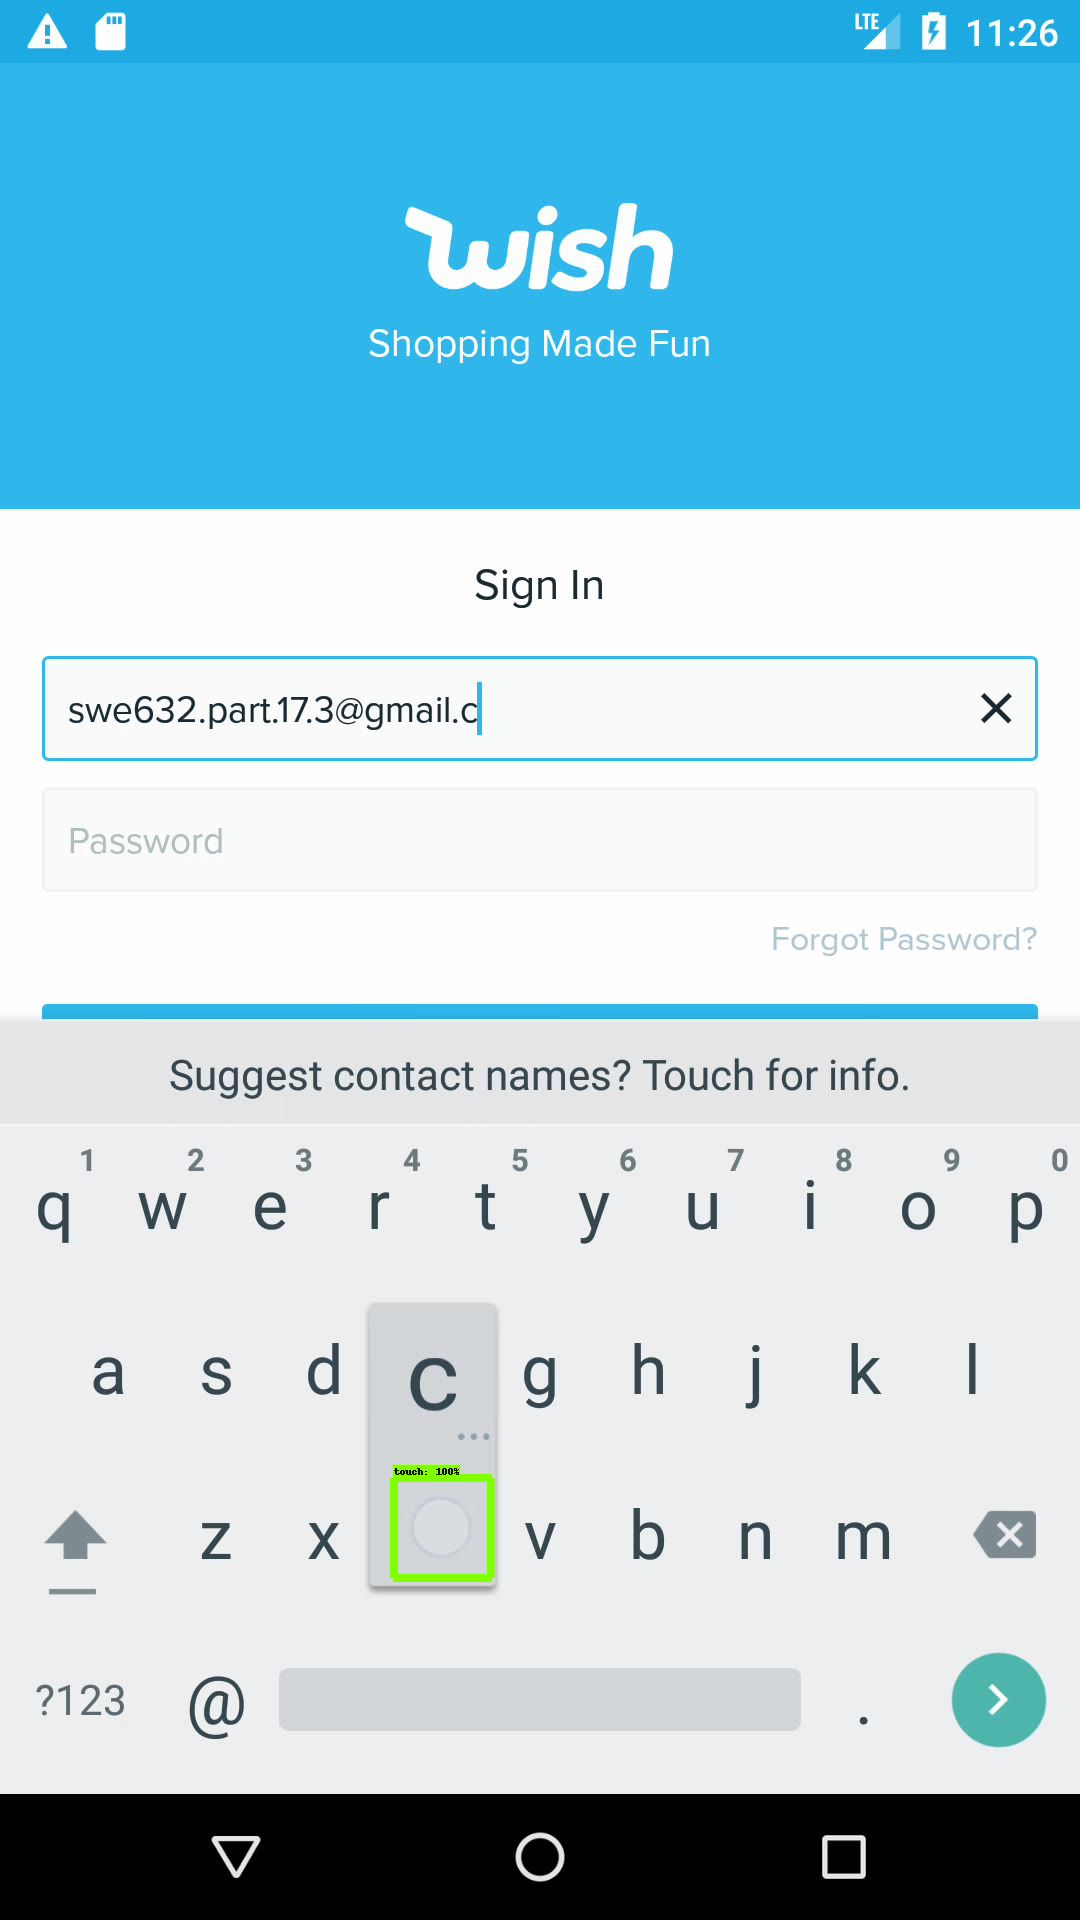 LTE 11:26
wish
Shopping Made Fun
Sign In
swe632.part.17.3@gmail.c
Password
Forgot Password?
Suggest contact names? Touch for info.
1 2 3 4 5 6 7 8 9 0
q w e r t y u i o p
a s d c g h j k l
touch: 100%
z x v b n m
?123 @ .